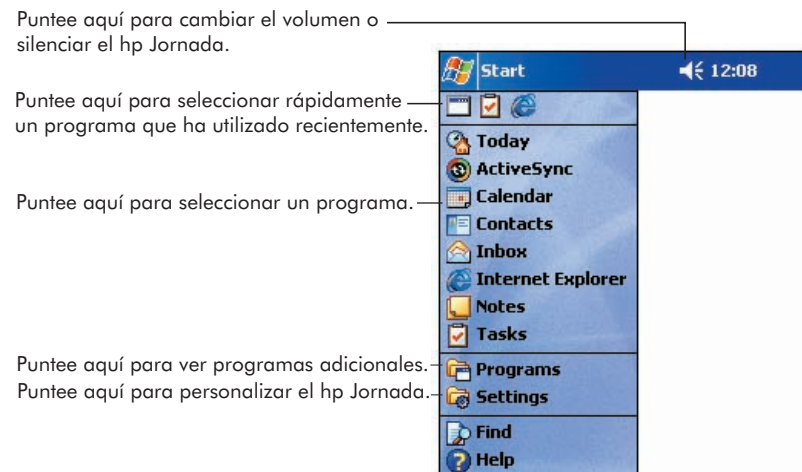 Puntee aquí para cambiar el volumen o
silenciar el hp Jornada.
Start 12:08
Puntee aquí para seleccionar rápidamente
un programa que ha utilizado recientemente.
Today
ActiveSync
Puntee aquí para seleccionar un programa.
Calendar
Contacts
Inbox
Internet Explorer
Notes
Tasks
Puntee aquí para ver programas adicionales.
Programs
Puntee aquí para personalizar el hp Jornada.
Settings
Find
Help